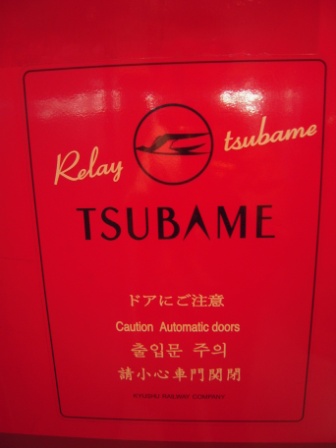 Relay tsubame
TSUBAME
ドアにご注意
Caution Automatic doors
출입문 주의
請小心車門関閉
KYUSHU RAILWAY COMPANY